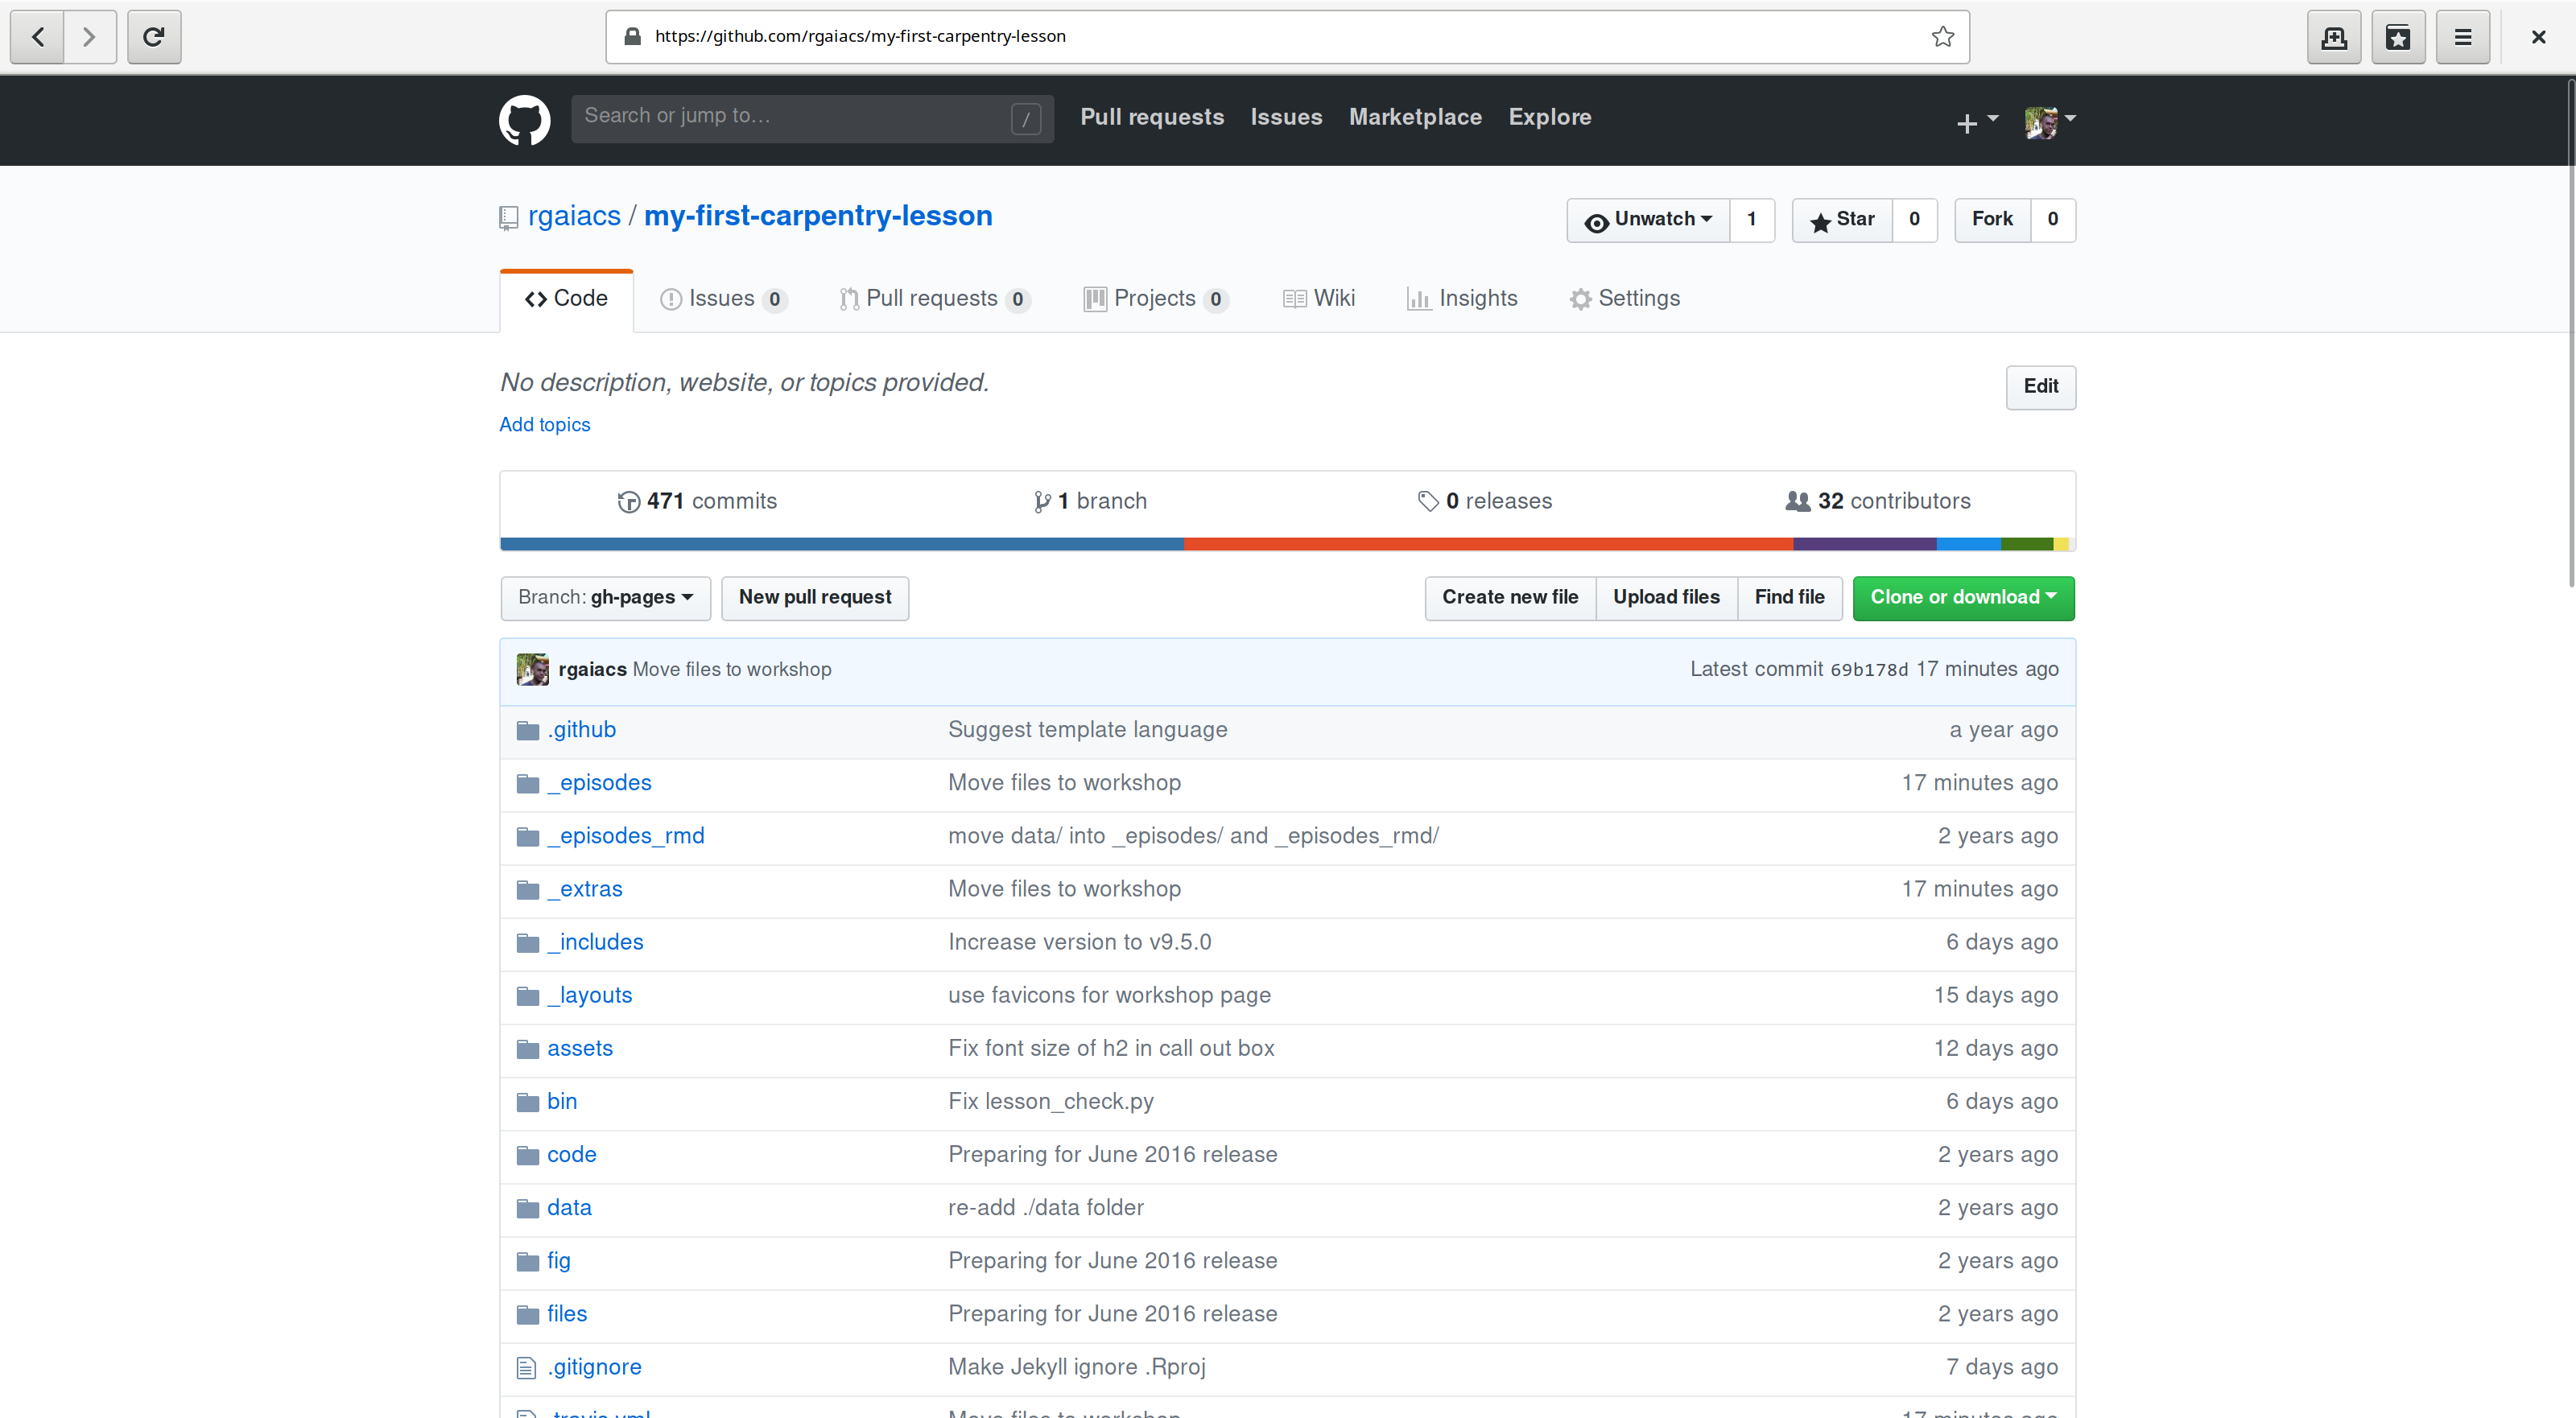 https://github.com/rgaiacs/my-first-carpentry-lesson
Search or jump to… / Pull requests Issues Marketplace Explore
rgaiacs / my-first-carpentry-lesson Unwatch 1 Star 0 Fork 0
Code Issues 0 Pull requests 0 Projects 0 Wiki Insights Settings
No description, website, or topics provided. Edit
Add topics
471 commits 1 branch 0 releases 32 contributors
Branch: gh-pages New pull request Create new file Upload files Find file Clone or download
rgaiacs Move files to workshop Latest commit 69b178d 17 minutes ago
.github Suggest template language a year ago
_episodes Move files to workshop 17 minutes ago
_episodes_rmd move data/ into _episodes/ and _episodes_rmd/ 2 years ago
_extras Move files to workshop 17 minutes ago
_includes Increase version to v9.5.0 6 days ago
_layouts use favicons for workshop page 15 days ago
assets Fix font size of h2 in call out box 12 days ago
bin Fix lesson_check.py 6 days ago
code Preparing for June 2016 release 2 years ago
data re-add ./data folder 2 years ago
fig Preparing for June 2016 release 2 years ago
files Preparing for June 2016 release 2 years ago
.gitignore Make Jekyll ignore .Rproj 7 days ago
.travis.yml Move files to workshop 17 minutes ago